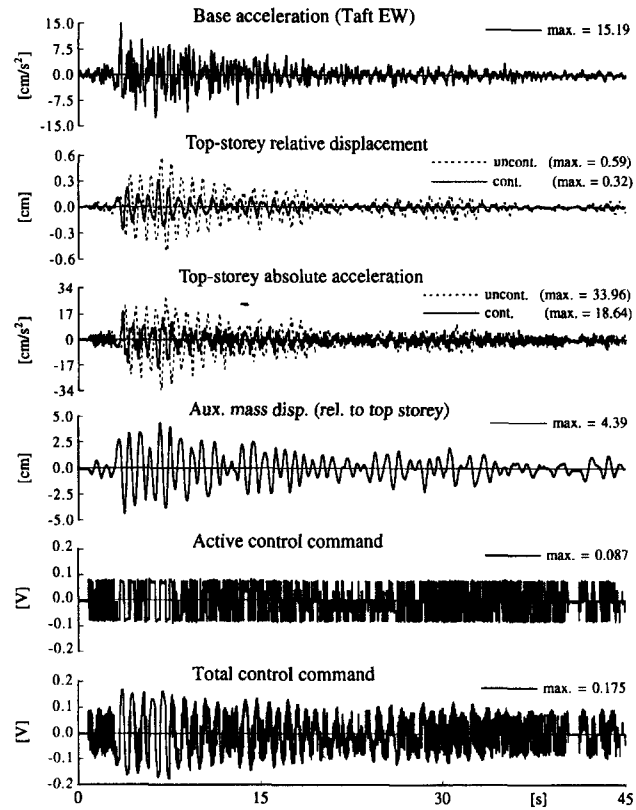 Base acceleration (Taft EW)
max. = 15.19
15.0
7.5
0.0
-7.5
-15.0
[cm/s²]
Top-storey relative displacement
uncont. (max. = 0.59)
cont. (max. = 0.32)
0.6
0.3
0.0
-0.3
-0.6
[cm]
Top-storey absolute acceleration
uncont. (max. = 33.96)
cont. (max. = 18.64)
34
17
0
-17
-34
[cm/s²]
Aux. mass disp. (rel. to top storey)
max. = 4.39
5.0
2.5
0.0
-2.5
-5.0
[cm]
Active control command
max. = 0.087
0.2
0.1
0.0
-0.1
-0.2
[V]
Total control command
max. = 0.175
0.2
0.1
0.0
-0.1
-0.2
[V]
0 15 30 [s] 45